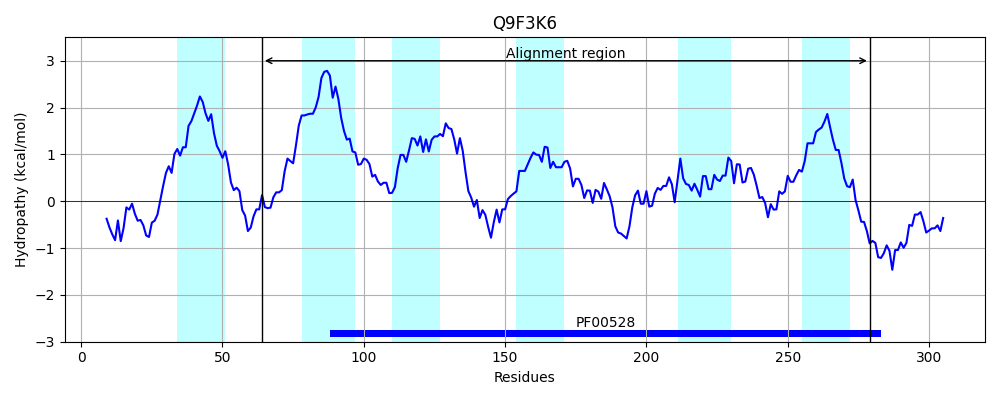 Q9F3K6
Alignment region
3
2
1
0
−1
−2
−3
Hydropathy (kcal/mol)
PF00528
0 50 100 150 200 250 300
Residues